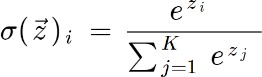 σ(z⃗)ᵢ = e^{zᵢ} / ∑_{j=1}^{K} e^{zⱼ}